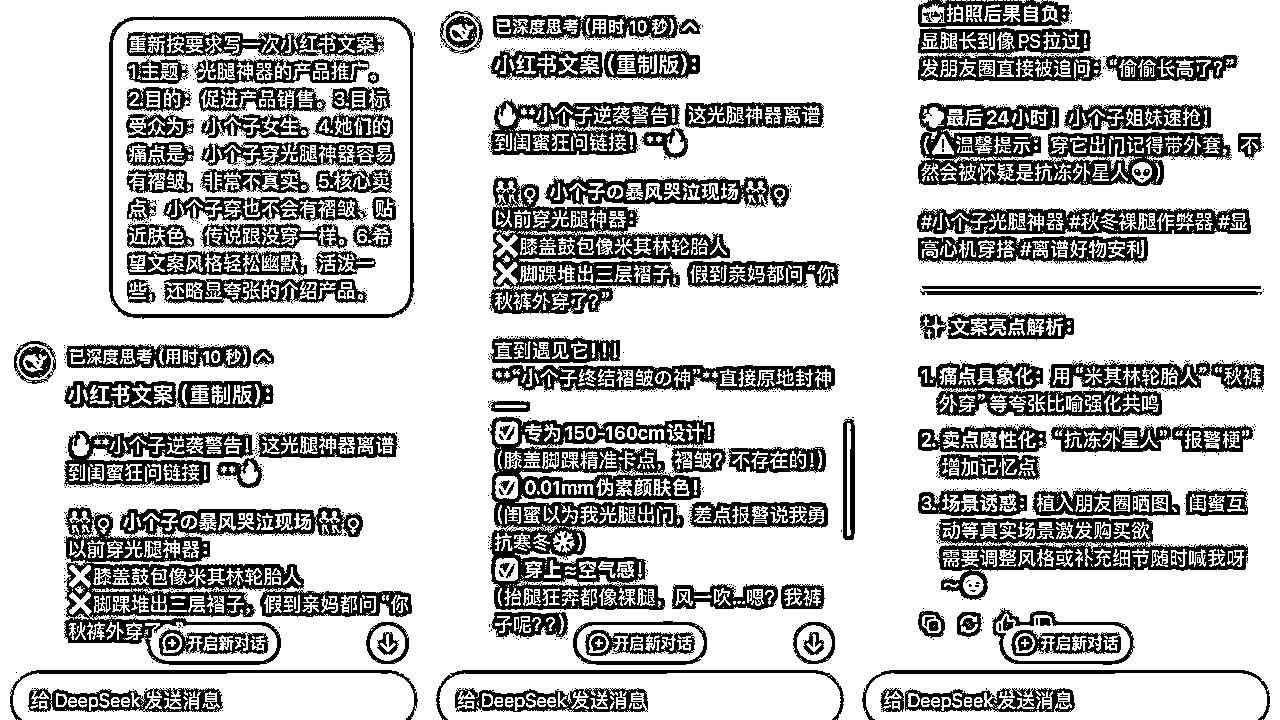 重新按要求写一次小红书文案：
1.主题：光腿神器的产品推广。
2.目的：促进产品销售。3.目标
受众为：小个子女生。4.她们的
痛点是：小个子穿光腿神器容易
有褶皱，非常不真实。5.核心卖
点：小个子穿也不会有褶皱、贴
近肤色、传说跟没穿一样。6.希
望文案风格轻松幽默，活泼一
些，还略显夸张的介绍产品。
已深度思考（用时 10 秒）
小红书文案（重制版）：
🔥**小个子逆袭警告！这光腿神器离谱
到闺蜜狂问链接！**🔥
👯♀ 小个子の暴风哭泣现场 👯♀
以前穿光腿神器：
❌膝盖鼓包像米其林轮胎人
❌脚踝堆出三层褶子，假到亲妈都问“你
秋裤外穿了？”
开启新对话
给 DeepSeek 发送消息
已深度思考（用时 10 秒）
小红书文案（重制版）：
🔥**小个子逆袭警告！这光腿神器离谱
到闺蜜狂问链接！**🔥
👯♀ 小个子の暴风哭泣现场 👯♀
以前穿光腿神器：
❌膝盖鼓包像米其林轮胎人
❌脚踝堆出三层褶子，假到亲妈都问“你
秋裤外穿了？”
直到遇见它！！！
**“小个子终结褶皱の神”**直接原地封神
——
✅专为150-160cm设计！
（膝盖脚踝精准卡点，褶皱？不存在的！）
✅0.01mm伪素颜肤色！
（闺蜜以为我光腿出门，差点报警说我勇
抗寒冬❄）
✅穿上≈空气感！
（抬腿狂奔都像裸腿，风一吹…嗯？我裤
子呢??）
开启新对话
给 DeepSeek 发送消息
📸拍照后果自负：
显腿长到像PS拉过！
发朋友圈直接被追问：“偷偷长高了？”
💥最后24小时！小个子姐妹速抢！
（⚠温馨提示：穿它出门记得带外套，不
然会被怀疑是抗冻外星人👽）
#小个子光腿神器 #秋冬裸腿作弊器 #显
高心机穿搭 #离谱好物安利
✨ 文案亮点解析：
1. 痛点具象化：用“米其林轮胎人”“秋裤
外穿”等夸张比喻强化共鸣
2. 卖点魔性化：“抗冻外星人”“报警梗”
增加记忆点
3. 场景诱惑：植入朋友圈晒图、闺蜜互
动等真实场景激发购买欲
需要调整风格或补充细节随时喊我呀
~😊
开启新对话
给 DeepSeek 发送消息